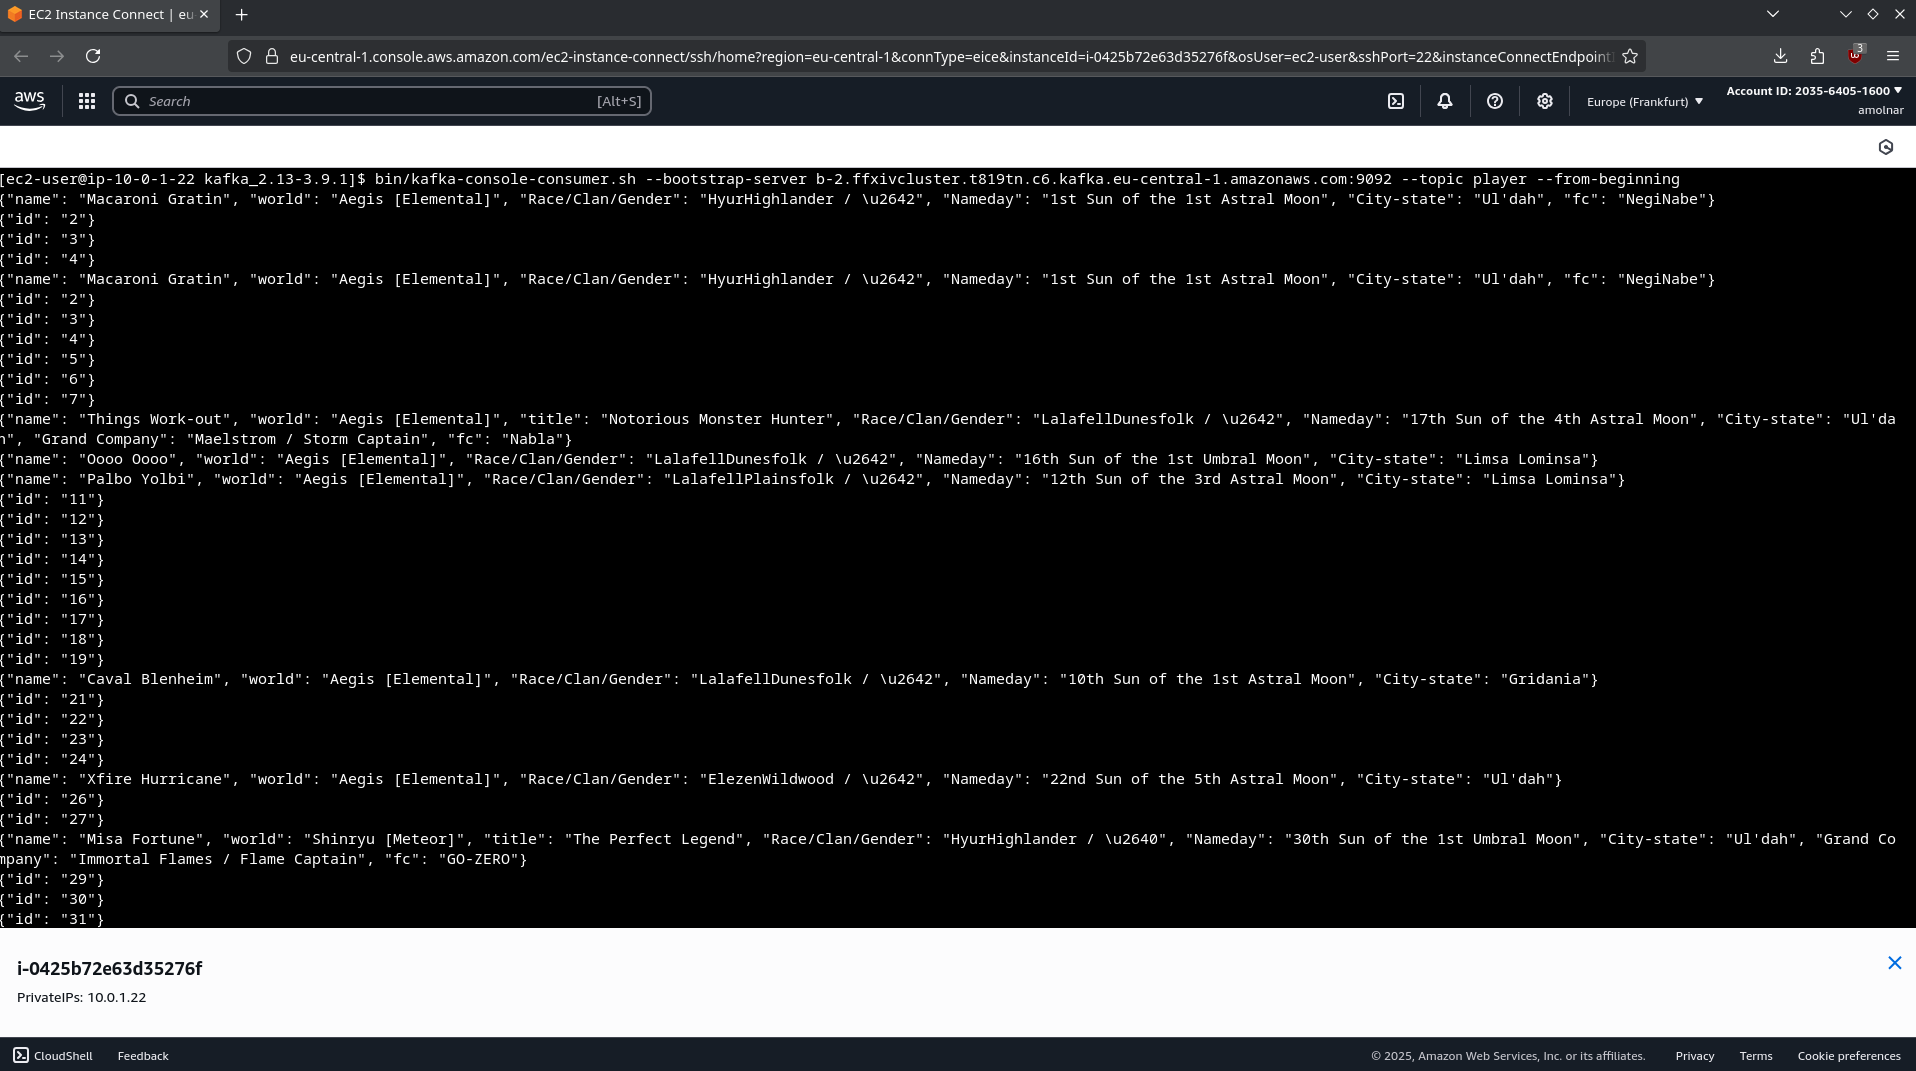 EC2 Instance Connect | eu
eu-central-1.console.aws.amazon.com/ec2-instance-connect/ssh/home?region=eu-central-1&connType=eice&instanceId=i-0425b72e63d35276f&osUser=ec2-user&sshPort=22&instanceConnectEndpoint
3
aws
Search
[Alt+S]
Europe (Frankfurt)
Account ID: 2035-6405-1600
amolnar
[ec2-user@ip-10-0-1-22 kafka_2.13-3.9.1]$ bin/kafka-console-consumer.sh --bootstrap-server b-2.ffxivcluster.t819tn.c6.kafka.eu-central-1.amazonaws.com:9092 --topic player --from-beginning
{"name": "Macaroni Gratin", "world": "Aegis [Elemental]", "Race/Clan/Gender": "HyurHighlander / \u2642", "Nameday": "1st Sun of the 1st Astral Moon", "City-state": "Ul'dah", "fc": "NegiNabe"}
{"id": "2"}
{"id": "3"}
{"id": "4"}
{"name": "Macaroni Gratin", "world": "Aegis [Elemental]", "Race/Clan/Gender": "HyurHighlander / \u2642", "Nameday": "1st Sun of the 1st Astral Moon", "City-state": "Ul'dah", "fc": "NegiNabe"}
{"id": "2"}
{"id": "3"}
{"id": "4"}
{"id": "5"}
{"id": "6"}
{"id": "7"}
{"name": "Things Work-out", "world": "Aegis [Elemental]", "title": "Notorious Monster Hunter", "Race/Clan/Gender": "LalafellDunesfolk / \u2642", "Nameday": "17th Sun of the 4th Astral Moon", "City-state": "Ul'da
h", "Grand Company": "Maelstrom / Storm Captain", "fc": "Nabla"}
{"name": "Oooo Oooo", "world": "Aegis [Elemental]", "Race/Clan/Gender": "LalafellDunesfolk / \u2642", "Nameday": "16th Sun of the 1st Umbral Moon", "City-state": "Limsa Lominsa"}
{"name": "Palbo Yolbi", "world": "Aegis [Elemental]", "Race/Clan/Gender": "LalafellPlainsfolk / \u2642", "Nameday": "12th Sun of the 3rd Astral Moon", "City-state": "Limsa Lominsa"}
{"id": "11"}
{"id": "12"}
{"id": "13"}
{"id": "14"}
{"id": "15"}
{"id": "16"}
{"id": "17"}
{"id": "18"}
{"id": "19"}
{"name": "Caval Blenheim", "world": "Aegis [Elemental]", "Race/Clan/Gender": "LalafellDunesfolk / \u2642", "Nameday": "10th Sun of the 1st Astral Moon", "City-state": "Gridania"}
{"id": "21"}
{"id": "22"}
{"id": "23"}
{"id": "24"}
{"name": "Xfire Hurricane", "world": "Aegis [Elemental]", "Race/Clan/Gender": "ElezenWildwood / \u2642", "Nameday": "22nd Sun of the 5th Astral Moon", "City-state": "Ul'dah"}
{"id": "26"}
{"id": "27"}
{"name": "Misa Fortune", "world": "Shinryu [Meteor]", "title": "The Perfect Legend", "Race/Clan/Gender": "HyurHighlander / \u2640", "Nameday": "30th Sun of the 1st Umbral Moon", "City-state": "Ul'dah", "Grand Co
mpany": "Immortal Flames / Flame Captain", "fc": "GO-ZERO"}
{"id": "29"}
{"id": "30"}
{"id": "31"}
i-0425b72e63d35276f
PrivateIPs: 10.0.1.22
CloudShell
Feedback
© 2025, Amazon Web Services, Inc. or its affiliates.
Privacy
Terms
Cookie preferences